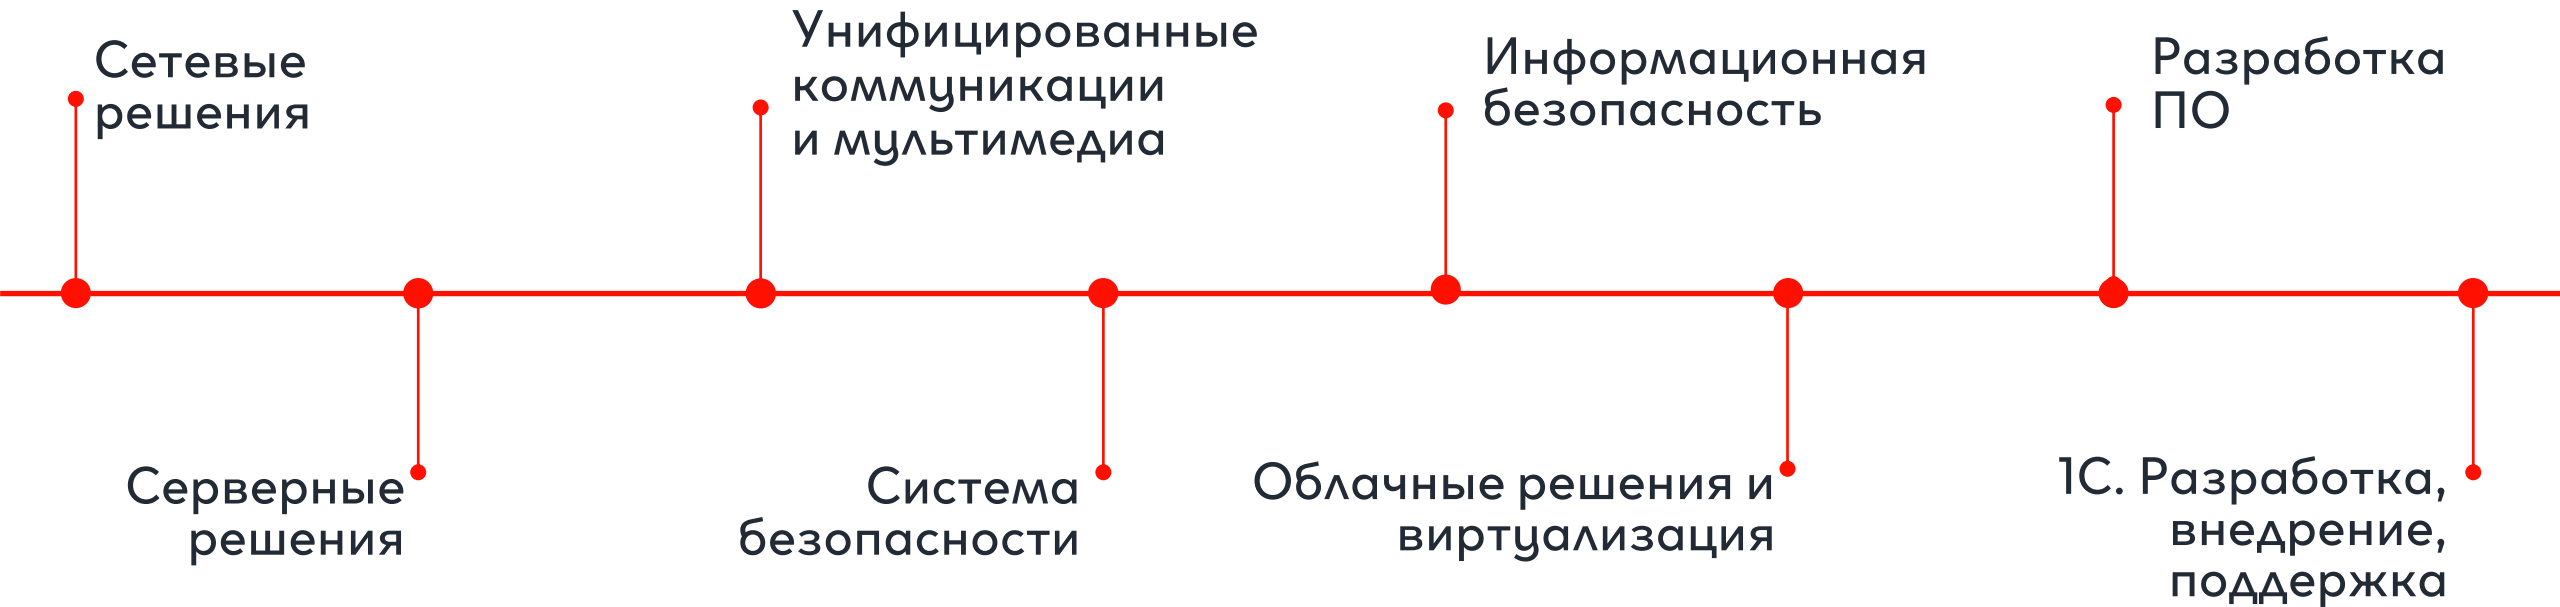 Сетевые
решения
Унифицированные
коммуникации
и мультимедиа
Информационная
безопасность
Разработка
ПО
Серверные
решения
Система
безопасности
Облачные решения и
виртуализация
1С. Разработка,
внедрение,
поддержка